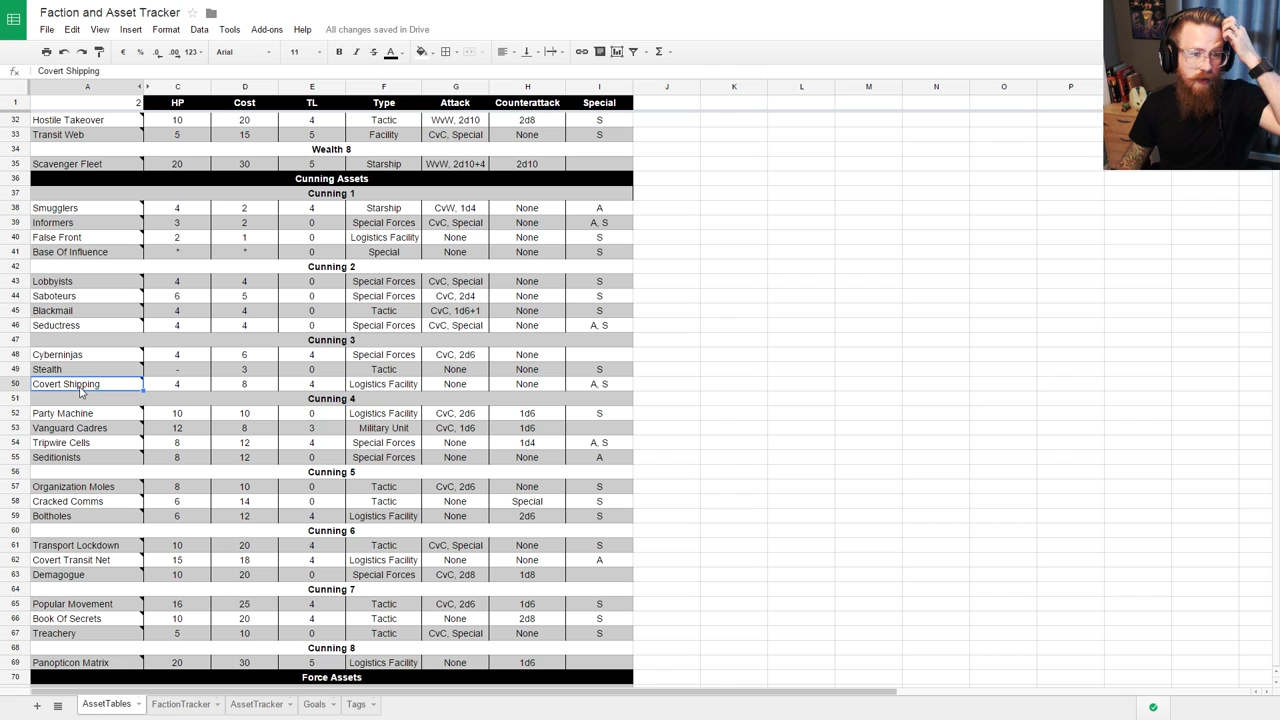 Faction and Asset Tracker
File Edit View Insert Format Data Tools Add-ons Help All changes saved in Drive
€ % .0 .00 123 Arial 11 B I S A Σ
fx Covert Shipping
A C D E F G H I J K L M N O P
1 2 HP Cost TL Type Attack Counterattack Special
32 Hostile Takeover 10 20 4 Tactic WvW, 2d10 2d8 S
33 Transit Web 5 15 5 Facility CvC, Special None S
34 Wealth 8
35 Scavenger Fleet 20 30 5 Starship WvW, 2d10+4 2d10
36 Cunning Assets
37 Cunning 1
38 Smugglers 4 2 4 Starship CvW, 1d4 None A
39 Informers 3 2 0 Special Forces CvC, Special None A, S
40 False Front 2 1 0 Logistics Facility None None S
41 Base Of Influence * * 0 Special None None S
42 Cunning 2
43 Lobbyists 4 4 0 Special Forces CvC, Special None S
44 Saboteurs 6 5 0 Special Forces CvC, 2d4 None S
45 Blackmail 4 4 0 Tactic CvC, 1d6+1 None S
46 Seductress 4 4 0 Special Forces CvC, Special None A, S
47 Cunning 3
48 Cyberninjas 4 6 4 Special Forces CvC, 2d6 None
49 Stealth - 3 0 Tactic None None S
50 Covert Shipping 4 8 4 Logistics Facility None None A, S
51 Cunning 4
52 Party Machine 10 10 0 Logistics Facility CvC, 2d6 1d6 S
53 Vanguard Cadres 12 8 3 Military Unit CvC, 1d6 1d6
54 Tripwire Cells 8 12 4 Special Forces None 1d4 A, S
55 Seditionists 8 12 0 Special Forces None None A
56 Cunning 5
57 Organization Moles 8 10 0 Tactic CvC, 2d6 None S
58 Cracked Comms 6 14 0 Tactic None Special S
59 Boltholes 6 12 4 Logistics Facility None 2d6 S
60 Cunning 6
61 Transport Lockdown 10 20 4 Tactic CvC, Special None S
62 Covert Transit Net 15 18 4 Logistics Facility None None A
63 Demagogue 10 20 0 Special Forces CvC, 2d8 1d8
64 Cunning 7
65 Popular Movement 16 25 4 Tactic CvC, 2d6 1d6 S
66 Book Of Secrets 10 20 4 Tactic None 2d8 S
67 Treachery 5 10 0 Tactic CvC, Special None S
68 Cunning 8
69 Panopticon Matrix 20 30 5 Logistics Facility None 1d6
70 Force Assets
AssetTables FactionTracker AssetTracker Goals Tags